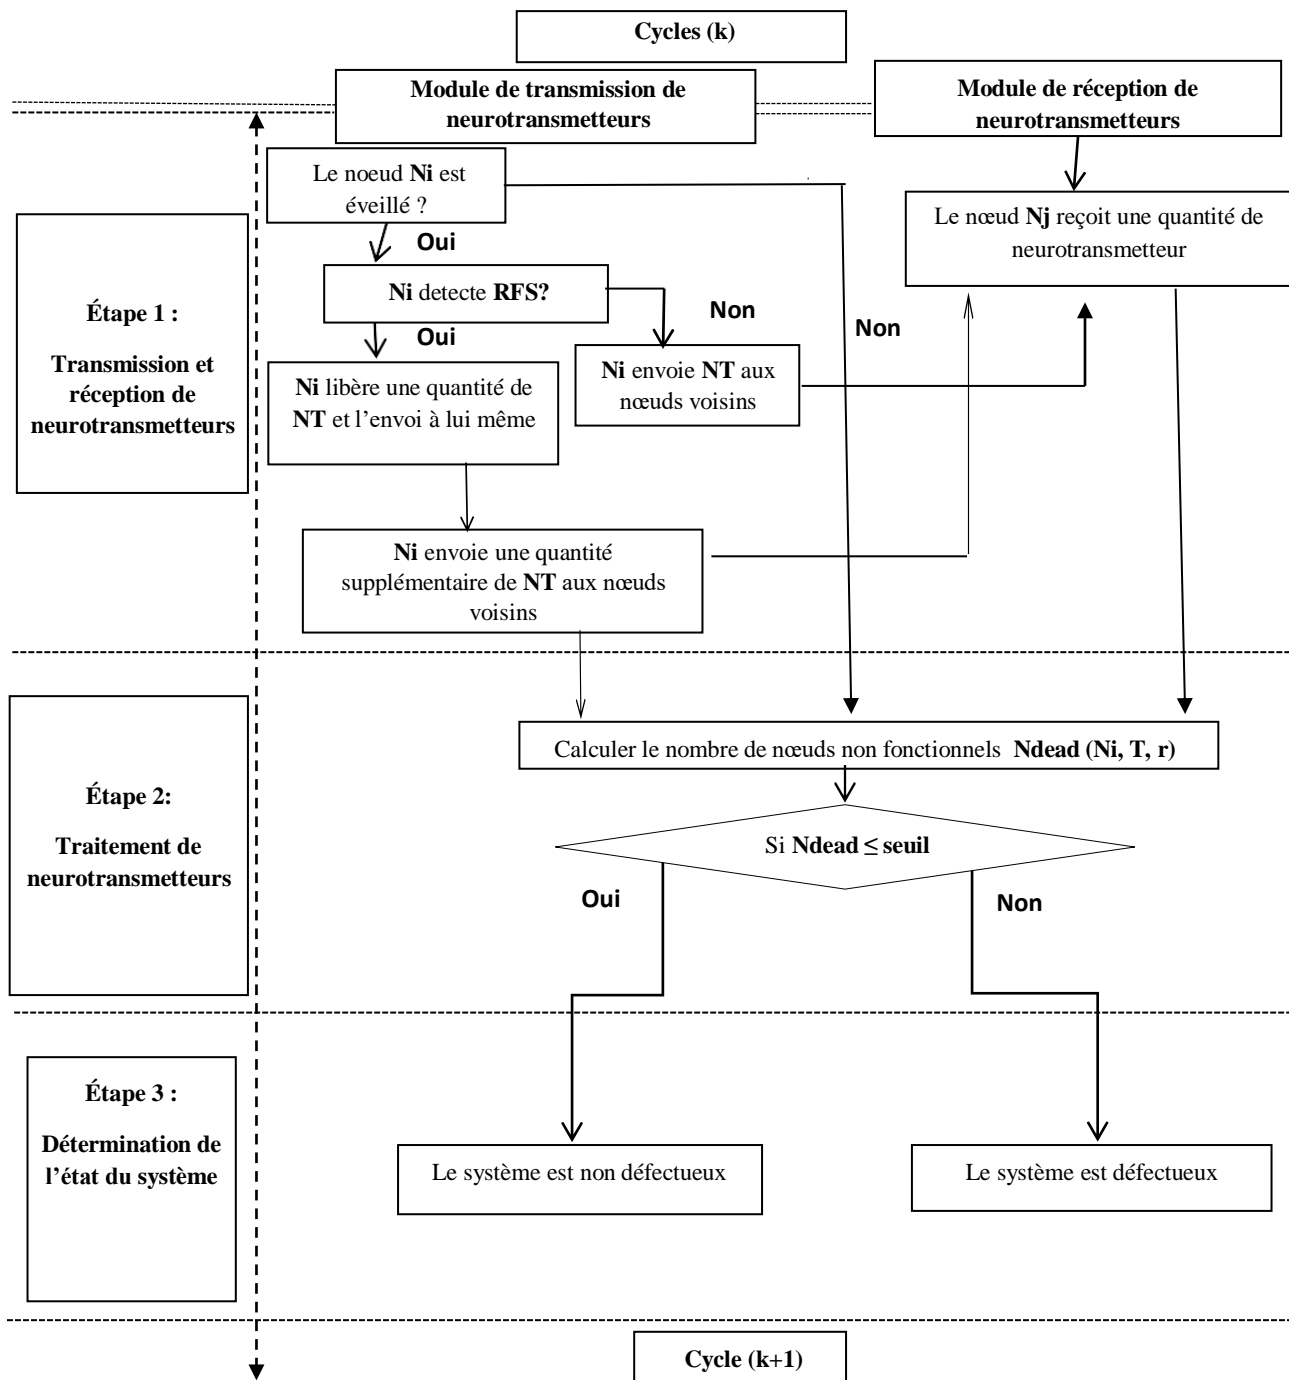 Cycles (k)
Module de transmission de
neurotransmetteurs
Module de réception de
neurotransmetteurs
Le noeud Ni est
éveillé ?
Oui
Le nœud Nj reçoit une quantité de
neurotransmetteur
Ni detecte RFS?
Oui
Non
Non
Étape 1 :
Transmission et
réception de
neurotransmetteurs
Ni libère une quantité de
NT et l’envoi à lui même
Ni envoie NT aux
nœuds voisins
Ni envoie une quantité
supplémentaire de NT aux nœuds
voisins
Étape 2:
Traitement de
neurotransmetteurs
Calculer le nombre de nœuds non fonctionnels Ndead (Ni, T, r)
Si Ndead ≤ seuil
Oui
Non
Étape 3 :
Détermination de
l’état du système
Le système est non défectueux
Le système est défectueux
Cycle (k+1)